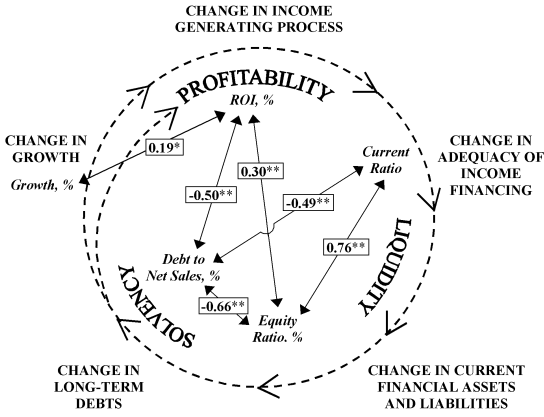 CHANGE IN INCOME
GENERATING PROCESS
PROFITABILITY
ROI, %
CHANGE IN
GROWTH
Growth, %
0.19*
Current
Ratio
CHANGE IN
ADEQUACY OF
INCOME
FINANCING
0.30**
-0.50**
-0.49**
0.76**
LIQUIDITY
Debt to
Net Sales, %
SOLVENCY
-0.66**
Equity
Ratio. %
CHANGE IN
LONG-TERM
DEBTS
CHANGE IN CURRENT
FINANCIAL ASSETS
AND LIABILITIES